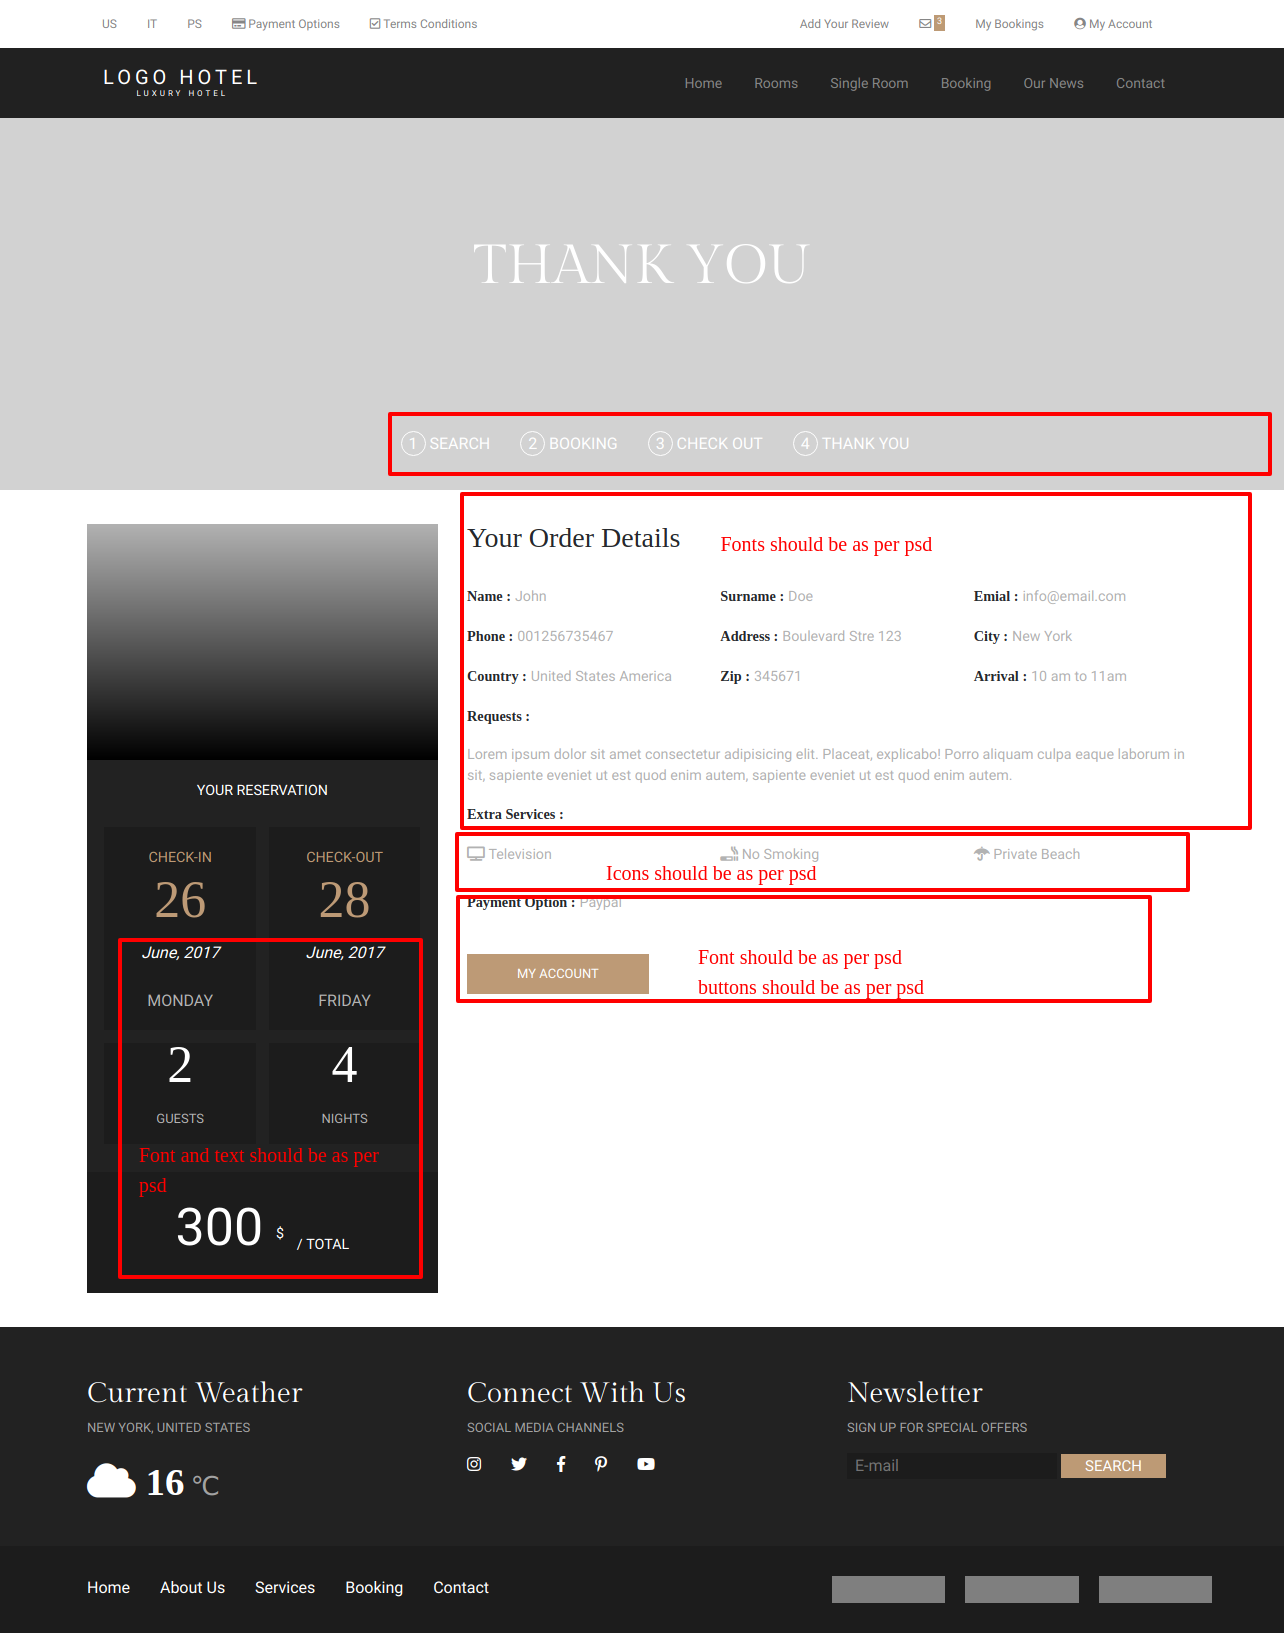 US IT PS Payment Options Terms Conditions Add Your Review 3 My Bookings My Account
LOGO HOTEL
LUXURY HOTEL
Home Rooms Single Room Booking Our News Contact
THANK YOU
1 SEARCH 2 BOOKING 3 CHECK OUT 4 THANK YOU
Your Order Details
Fonts should be as per psd
Name : John Surname : Doe Emial : info@email.com
Phone : 001256735467 Address : Boulevard Stre 123 City : New York
Country : United States America Zip : 345671 Arrival : 10 am to 11am
Requests :
Lorem ipsum dolor sit amet consectetur adipisicing elit. Placeat, explicabo! Porro aliquam culpa eaque laborum in
sit, sapiente eveniet ut est quod enim autem, sapiente eveniet ut est quod enim autem.
Extra Services :
Television No Smoking Private Beach
Icons should be as per psd
Payment Option : Paypal
MY ACCOUNT
Font should be as per psd
buttons should be as per psd
YOUR RESERVATION
CHECK-IN CHECK-OUT
26 28
June, 2017 June, 2017
MONDAY FRIDAY
2 4
GUESTS NIGHTS
Font and text should be as per
psd
300 $ / TOTAL
Current Weather
NEW YORK, UNITED STATES
16 °C
Connect With Us
SOCIAL MEDIA CHANNELS
Newsletter
SIGN UP FOR SPECIAL OFFERS
E-mail SEARCH
Home About Us Services Booking Contact